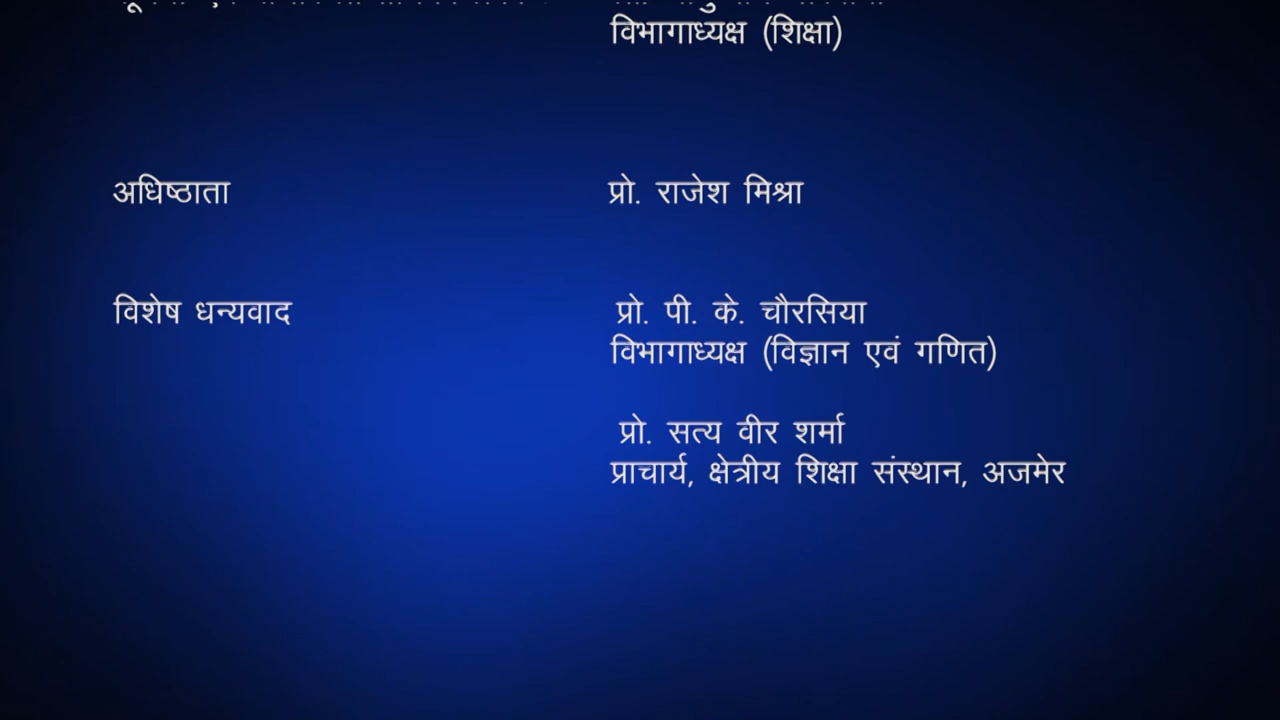 विभागाध्यक्ष (शिक्षा)
अधिष्ठाता प्रो. राजेश मिश्रा
विशेष धन्यवाद प्रो. पी. के. चौरसिया
विभागाध्यक्ष (विज्ञान एवं गणित)
प्रो. सत्य वीर शर्मा
प्राचार्य, क्षेत्रीय शिक्षा संस्थान, अजमेर